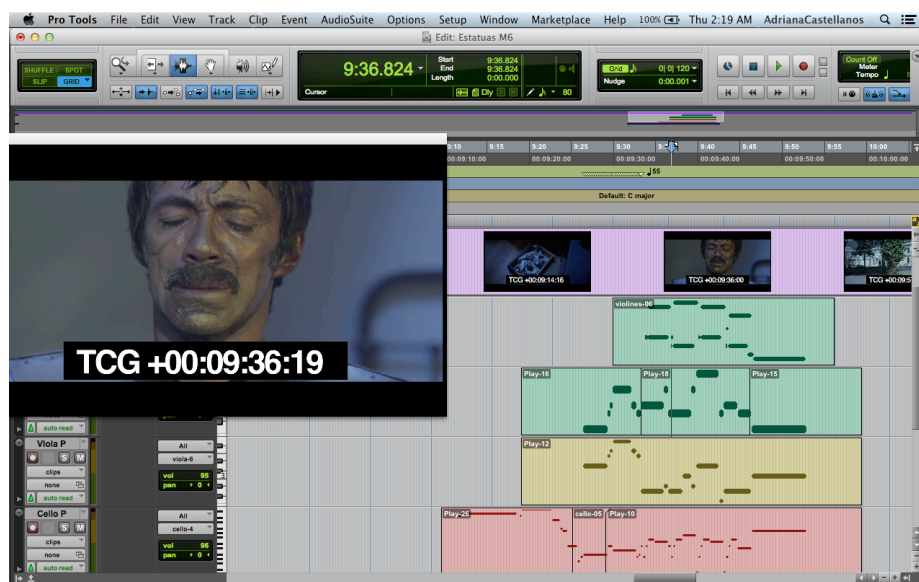 Pro Tools File Edit View Track Clip Event AudioSuite Options Setup Window Marketplace Help 100% Thu 2:19 AM AdrianaCastellanos
Edit: Estatuas M6
SHUFFLE SPOT
SLIP GRID
9:36.824
Start 9:36.824
End 9:36.824
Length 0:00.000
Cursor
Dly
80
Grid 0| 0| 120
Nudge 0:00.001
Count Off
Meter
Tempo
9:10 9:15 9:20 9:25 9:30 9:40 9:45 9:50 9:55 10:00
00:09:10:00 00:09:20:00 00:09:30:00 00:09:40:00 00:09:50:00 00:10:00:00
55
Default: C major
TCG +00:09:14:16
TCG +00:09:36:00
TCG +00:09:5
TCG +00:09:36:19
violines-06
Play-16 Play-18 Play-15
auto read
Viola P
S M
clips
none
auto read
All
viola-6
vol 95
pan 0
Play-12
Cello P
S M
clips
none
auto read
All
cello-4
vol 96
pan 0
Play-26 cello-05 Play-10